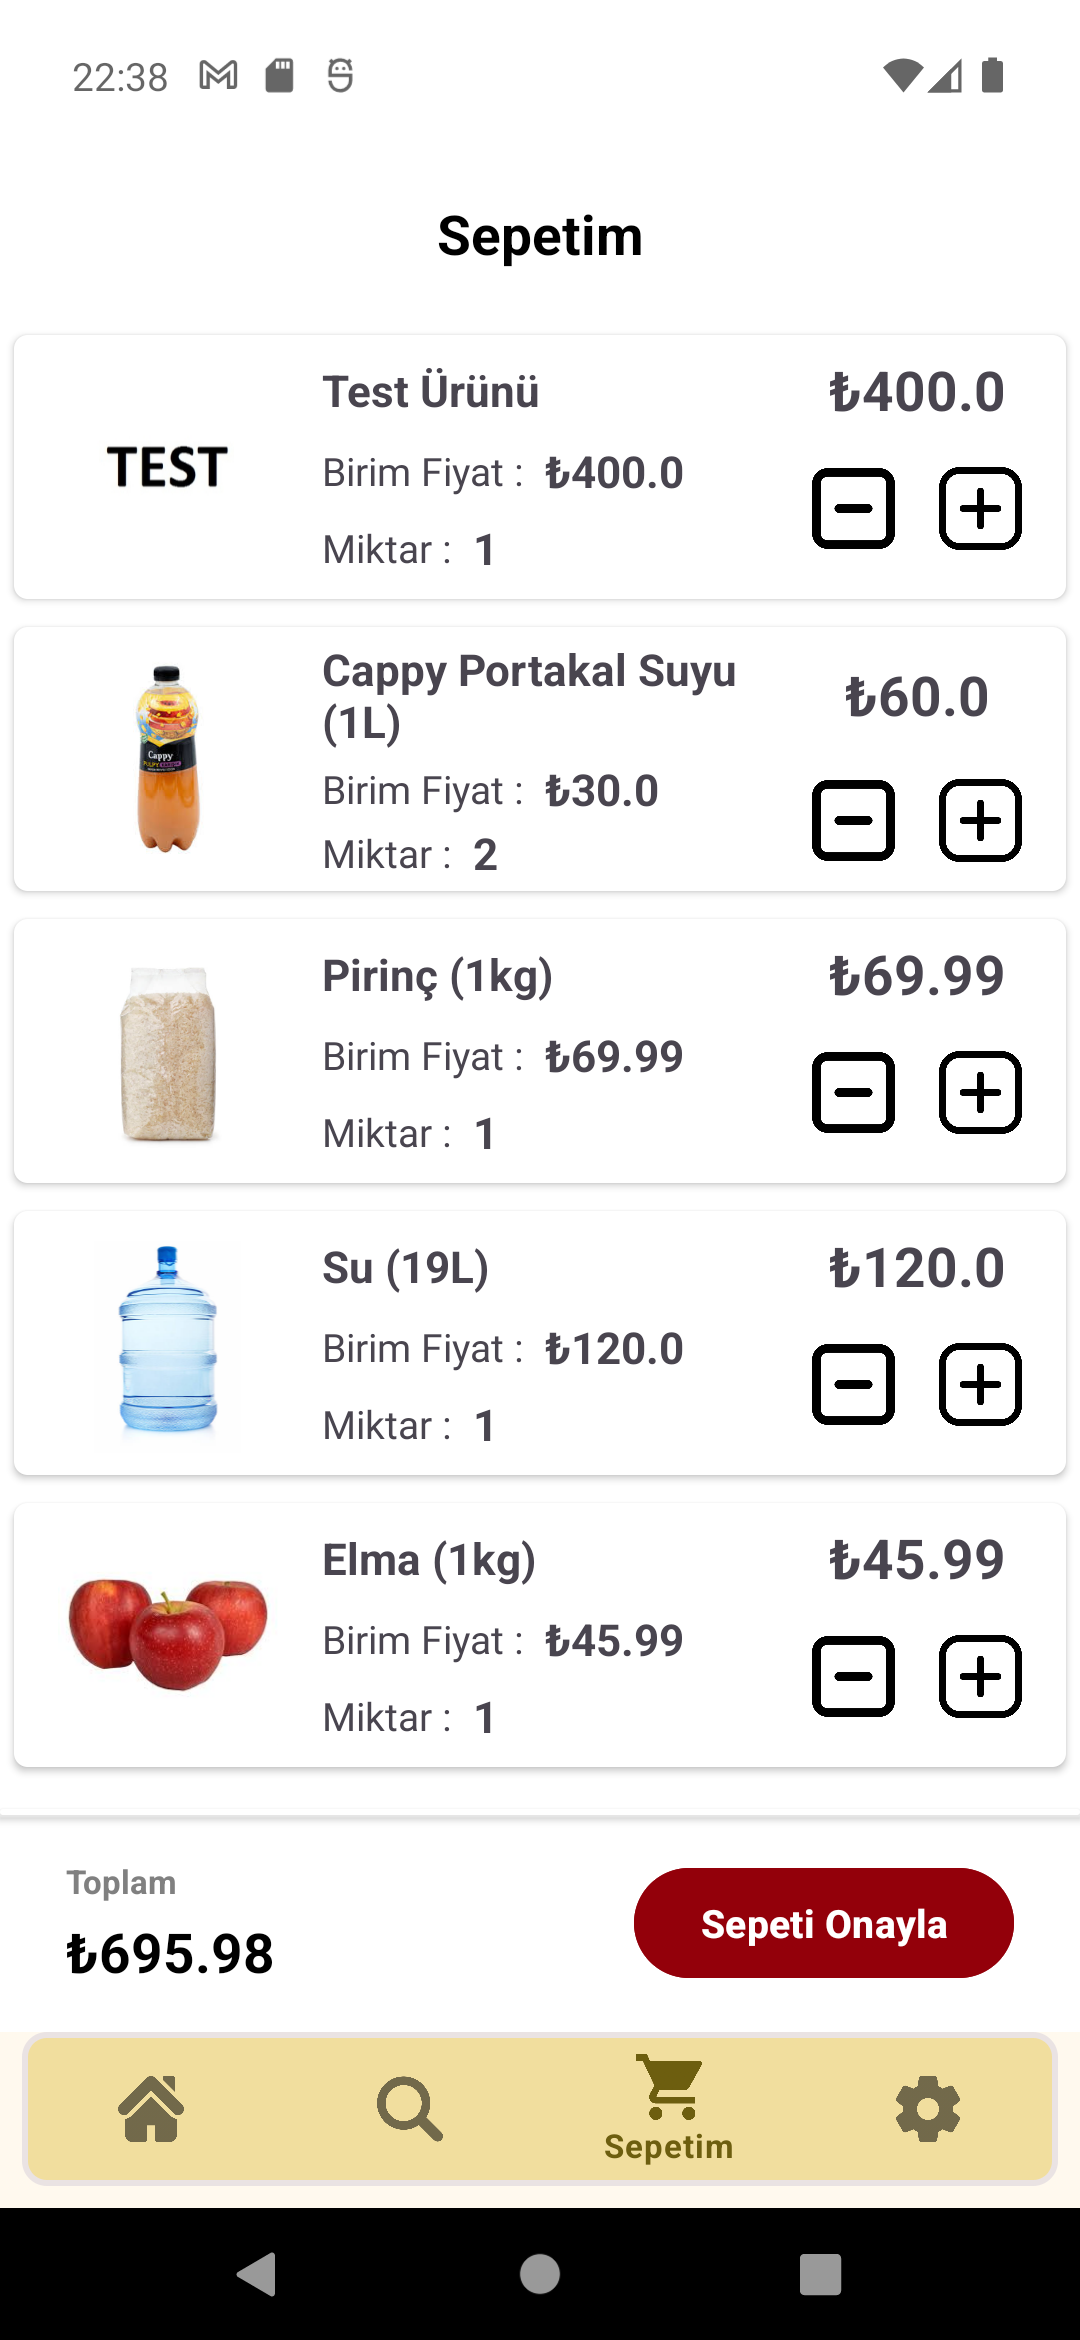 22:38
Sepetim
Test Ürünü
₺400.0
TEST
Birim Fiyat : ₺400.0
Miktar : 1
Cappy Portakal Suyu
(1L)
₺60.0
Cappy
Birim Fiyat : ₺30.0
Miktar : 2
Pirinç (1kg)
₺69.99
Birim Fiyat : ₺69.99
Miktar : 1
Su (19L)
₺120.0
Birim Fiyat : ₺120.0
Miktar : 1
Elma (1kg)
₺45.99
Birim Fiyat : ₺45.99
Miktar : 1
Toplam
₺695.98
Sepeti Onayla
Sepetim